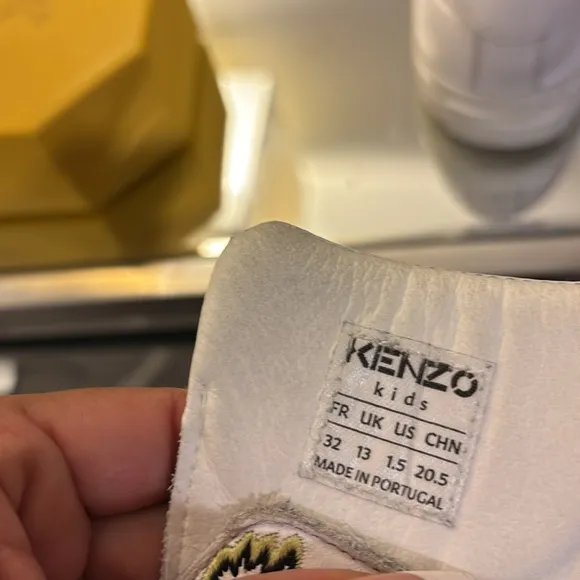 KENZO
kids
FR UK US CHN
32 13 1.5 20.5
MADE IN PORTUGAL